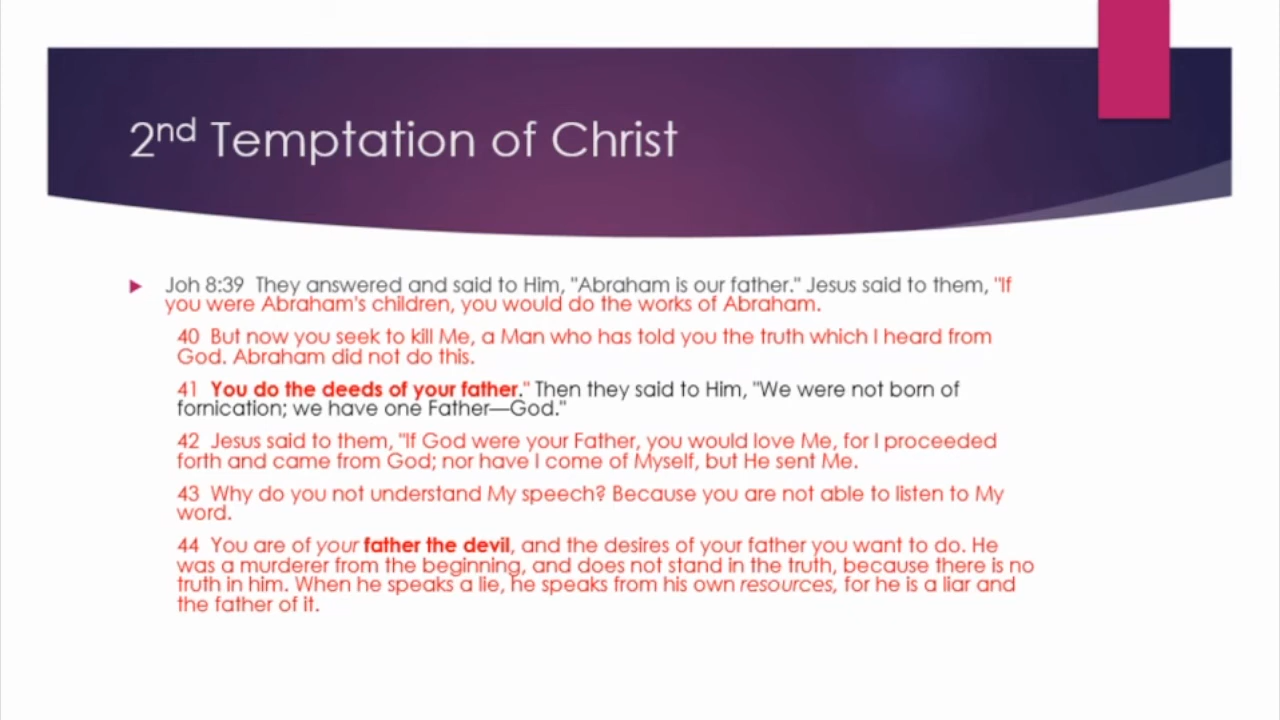 2nd Temptation of Christ
Joh 8:39 They answered and said to Him, "Abraham is our father." Jesus said to them, "If
you were Abraham's children, you would do the works of Abraham.
40 But now you seek to kill Me, a Man who has told you the truth which I heard from
God. Abraham did not do this.
41 You do the deeds of your father." Then they said to Him, "We were not born of
fornication; we have one Father—God."
42 Jesus said to them, "If God were your Father, you would love Me, for I proceeded
forth and came from God; nor have I come of Myself, but He sent Me.
43 Why do you not understand My speech? Because you are not able to listen to My
word.
44 You are of your father the devil, and the desires of your father you want to do. He
was a murderer from the beginning, and does not stand in the truth, because there is no
truth in him. When he speaks a lie, he speaks from his own resources, for he is a liar and
the father of it.